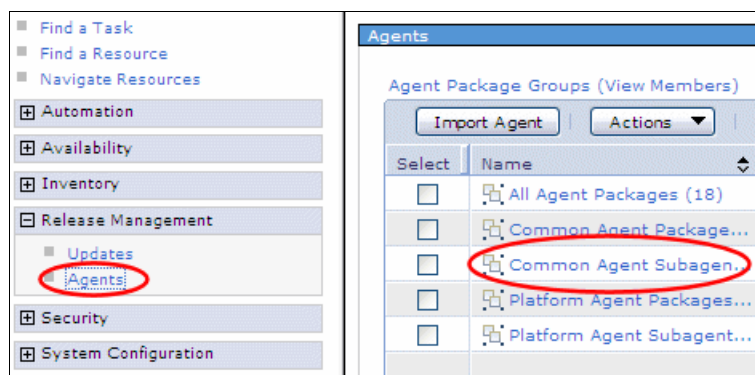 Find a Task
Find a Resource
Navigate Resources
Automation
Availability
Inventory
Release Management
Updates
Agents
Security
System Configuration
Agents
Agent Package Groups (View Members)
Import Agent
Actions
Select Name
All Agent Packages (18)
Common Agent Package...
Common Agent Subagen...
Platform Agent Packages...
Platform Agent Subagent...